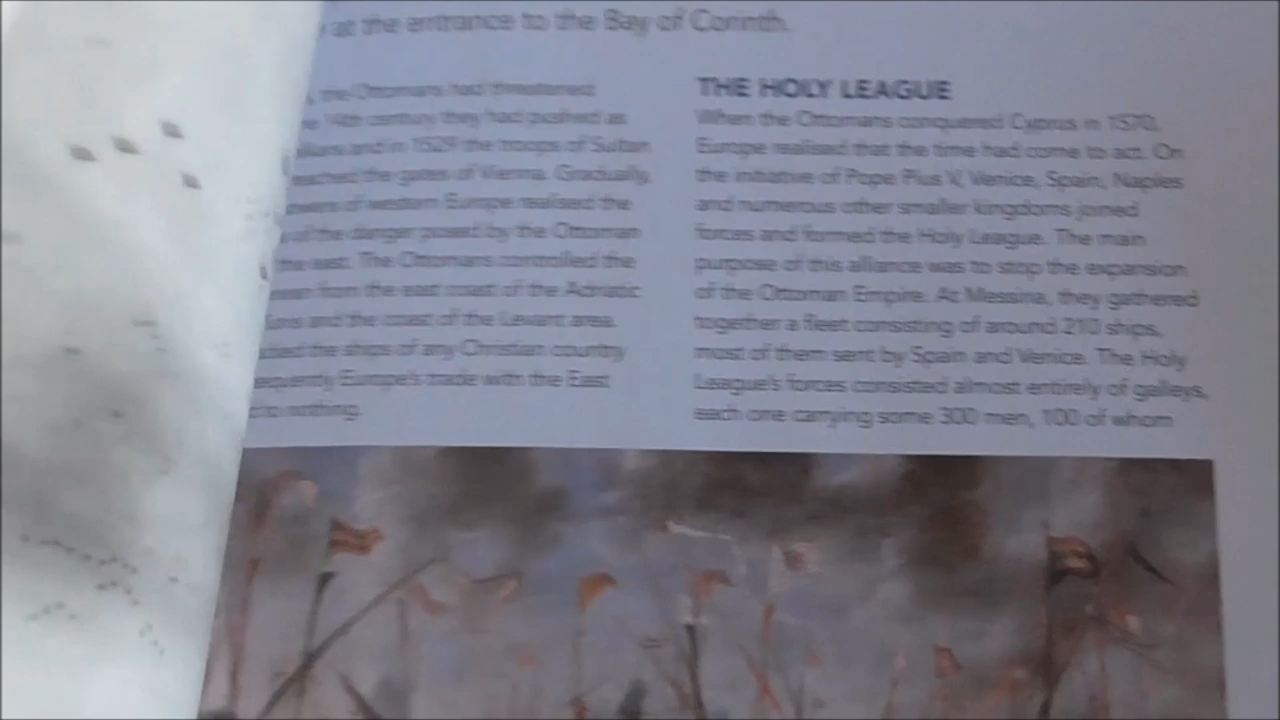 at the entrance to the Bay of Corinth.
the Ottomans had threatened
14th century they had pushed as
and in 1529 the troops of Sultan
reached the gates of Vienna. Gradually,
of western Europe realised the
of the danger posed by the Ottoman
the east. The Ottomans controlled the
from the east coast of the Adriatic
and the coast of the Levant area.
the ships of any Christian country
Europe's trade with the East
to nothing.
THE HOLY LEAGUE
When the Ottomans conquered Cyprus in 1570,
Europe realised that the time had come to act. On
the initiative of Pope Pius V, Venice, Spain, Naples
and numerous other smaller kingdoms joined
forces and formed the Holy League. The main
purpose of this alliance was to stop the expansion
of the Ottoman Empire. At Messina, they gathered
together a fleet consisting of around 210 ships,
most of them sent by Spain and Venice. The Holy
League's forces consisted almost entirely of galleys,
each one carrying some 300 men, 100 of whom